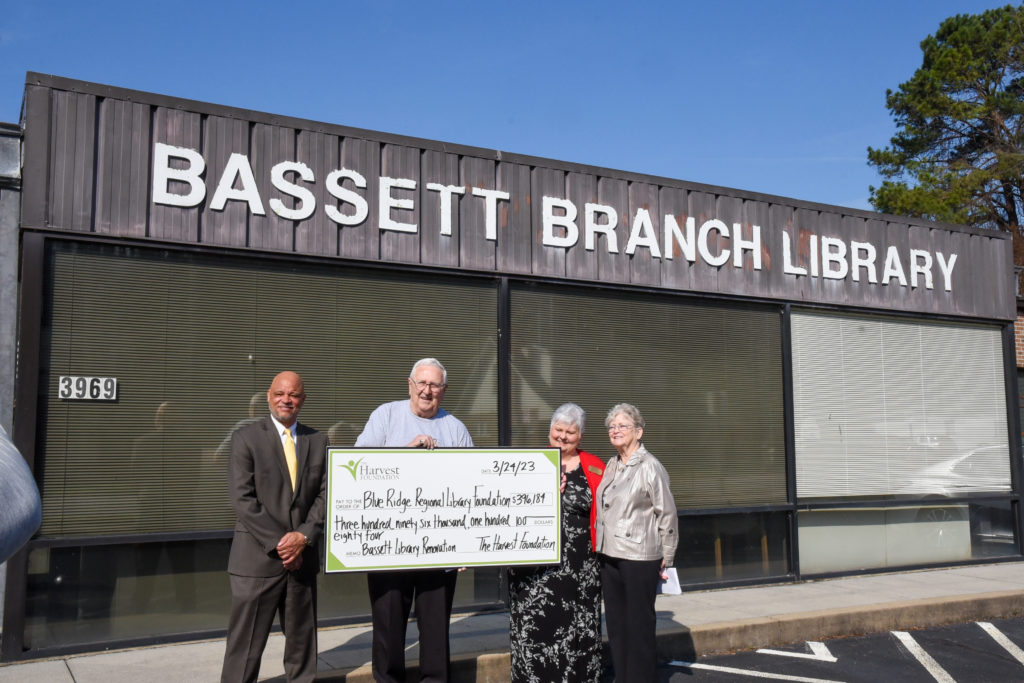 BASSETT BRANCH LIBRARY
3969
Harvest
FOUNDATION
DATE 3/24/23
PAY TO THE
ORDER OF Blue Ridge Regional Library Foundation $396,184
three hundred ninety six thousand, one hundred 100 DOLLARS
eighty four
MEMO Bassett Library Renovation The Harvest Foundation